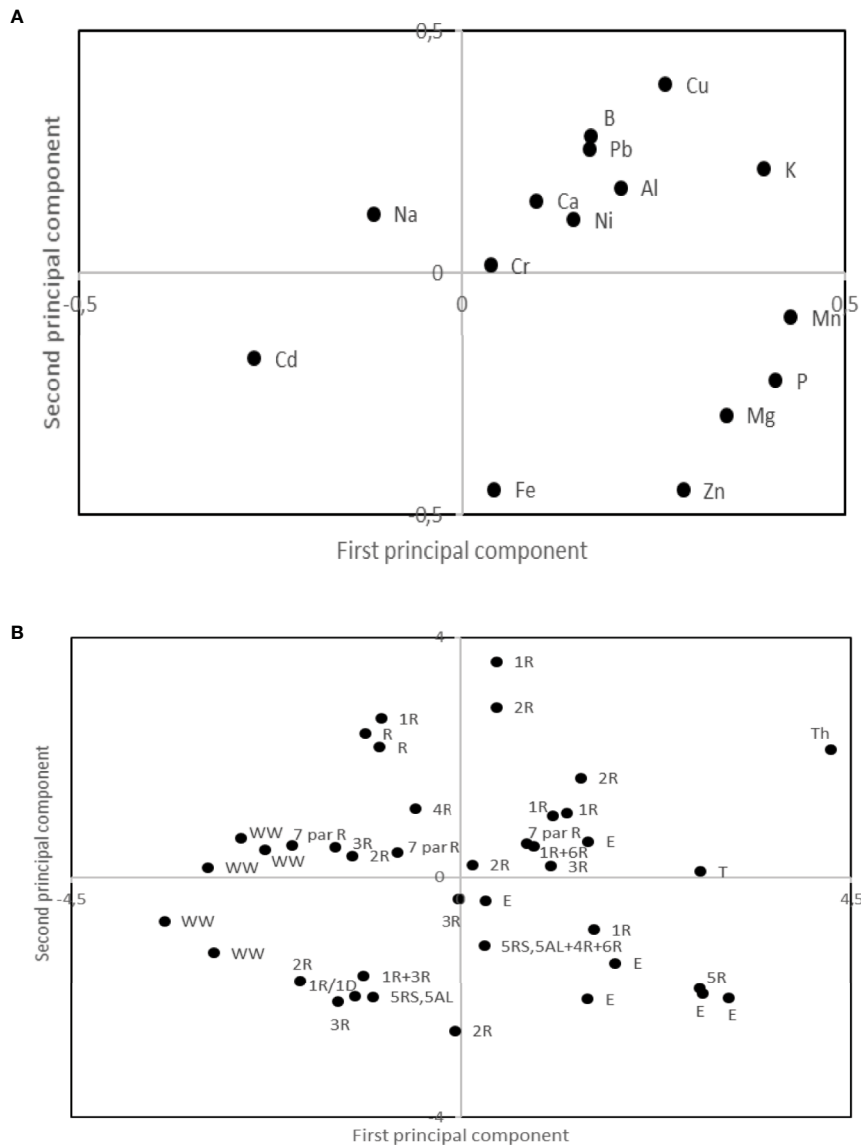 A
0,5
Cu
B
Pb
K
Al
Ca
Na
Ni
Cr
0
-0,5
0
0,5
Mn
Cd
P
Mg
Fe
Zn
-0,5
Second principal component
First principal component
B
4
1R
1R
2R
R
R
Th
2R
4R
1R
1R
WW
7 par R
7 par R
E
3R
1R+6R
WW
2R
7 par R
WW
2R
3R
T
0
-4,5
4,5
E
3R
WW
1R
5RS,5AL+4R+6R
WW
E
2R
1R+3R
5R
1R/1D
5RS,5AL
E
E
E
3R
2R
-4
Second principal component
First principal component